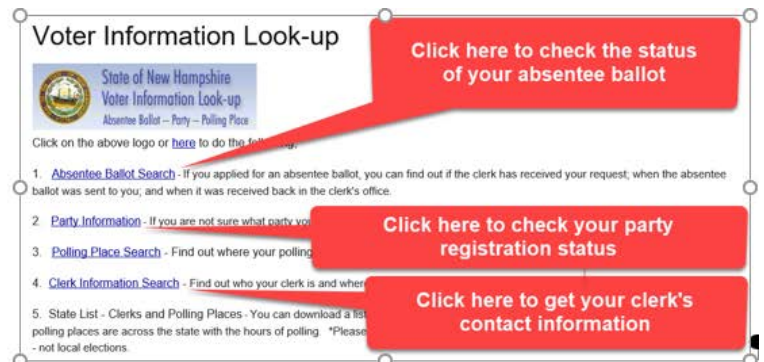 Voter Information Look-up
Click here to check the status
of your absentee ballot
State of New Hampshire
Voter Information Look-up
Absentee Ballot – Party – Polling Place
Click on the above logo or here to do the
1. Absentee Ballot Search - If you applied for an absentee ballot, you can find out if the clerk has received your request; when the absentee
ballot was sent to you; and when it was received back in the clerk's office.
2 Party Information - If you are not sure what party
Click here to check your party
registration status
3. Polling Place Search - Find out where your polling
4. Clerk Information Search - Find out who your clerk is and
Click here to get your clerk's
contact information
5. State List - Clerks and Polling Places - You can download a
polling places are across the state with the hours of polling. *Please
- not local elections.